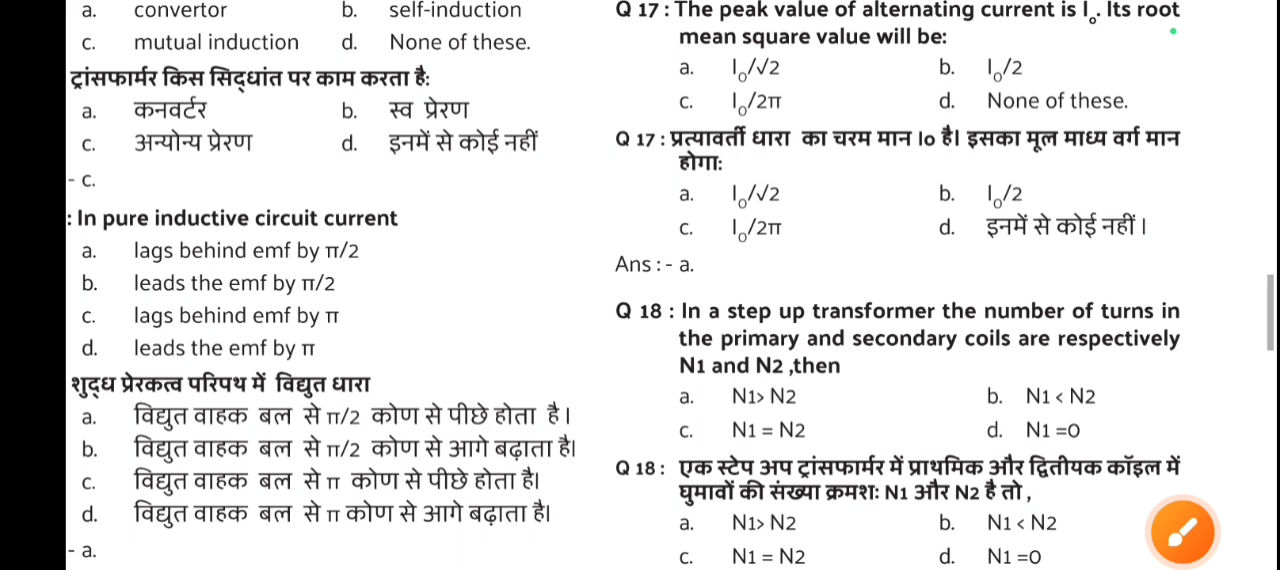 a. convertor b. self-induction
c. mutual induction d. None of these.
ट्रांसफार्मर किस सिद्धांत पर काम करता है:
a. कनवर्टर b. स्व प्रेरण
c. अन्योन्य प्रेरण d. इनमें से कोई नहीं
- c.
: In pure inductive circuit current
a. lags behind emf by π/2
b. leads the emf by π/2
c. lags behind emf by π
d. leads the emf by π
शुद्ध प्रेरकत्व परिपथ में विद्युत धारा
a. विद्युत वाहक बल से π/2 कोण से पीछे होता है।
b. विद्युत वाहक बल से π/2 कोण से आगे बढ़ाता है।
c. विद्युत वाहक बल से π कोण से पीछे होता है।
d. विद्युत वाहक बल से π कोण से आगे बढ़ाता है।
- a.
Q 17 : The peak value of alternating current is I₀. Its root
mean square value will be:
a. I₀/√2 b. I₀/2
c. I₀/2π d. None of these.
Q 17 : प्रत्यावर्ती धारा का चरम मान Io है। इसका मूल माध्य वर्ग मान
होगा:
a. I₀/√2 b. I₀/2
c. I₀/2π d. इनमें से कोई नहीं।
Ans : - a.
Q 18 : In a step up transformer the number of turns in
the primary and secondary coils are respectively
N1 and N2 ,then
a. N1> N2 b. N1 < N2
c. N1 = N2 d. N1 =0
Q 18 : एक स्टेप अप ट्रांसफार्मर में प्राथमिक और द्वितीयक कॉइल में
घुमावों की संख्या क्रमशः N1 और N2 है तो ,
a. N1> N2 b. N1 < N2
c. N1 = N2 d. N1 =0